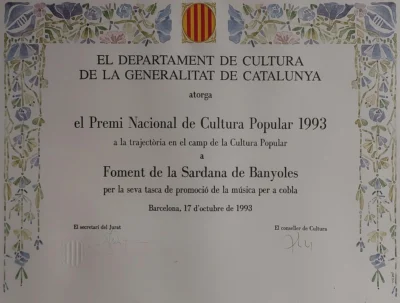 EL DEPARTAMENT DE CULTURA
DE LA GENERALITAT DE CATALUNYA
atorga
el Premi Nacional de Cultura Popular 1993
a la trajectòria en el camp de la Cultura Popular
a
Foment de la Sardana de Banyoles
per la seva tasca de promoció de la música per a cobla
Barcelona, 17 d'octubre de 1993
El secretari del Jurat
El conseller de Cultura